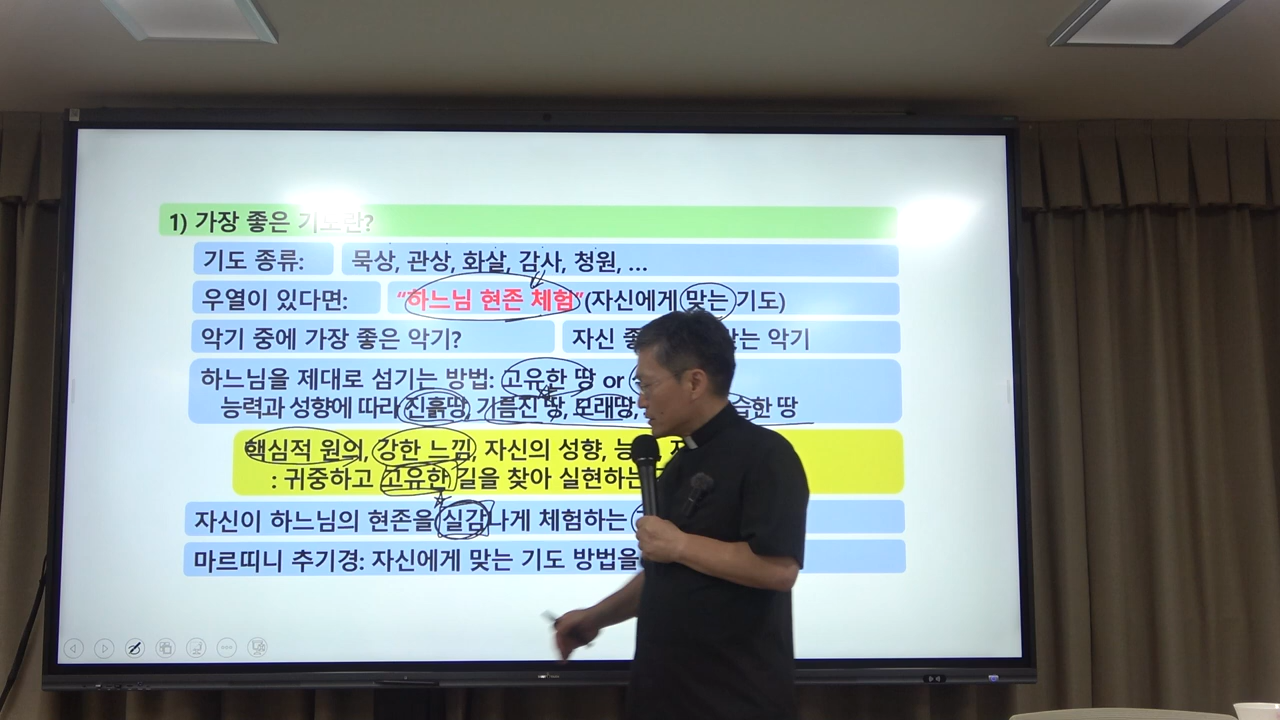 1) 가장 좋은 기도란?
기도 종류: 묵상, 관상, 화살, 감사, 청원, ...
우열이 있다면: “하느님 현존 체험”(자신에게 맞는 기도)
악기 중에 가장 좋은 악기? 자신 좋 는 악기
하느님을 제대로 섬기는 방법: 고유한 땅 or
능력과 성향에 따라 진흙땅, 기름진 땅, 모래땅, 습한 땅
핵심적 원의, 강한 느낌, 자신의 성향,
: 귀중하고 고유한 길을 찾아 실현하는
자신이 하느님의 현존을 실감나게 체험하는
마르띠니 추기경: 자신에게 맞는 기도 방법을